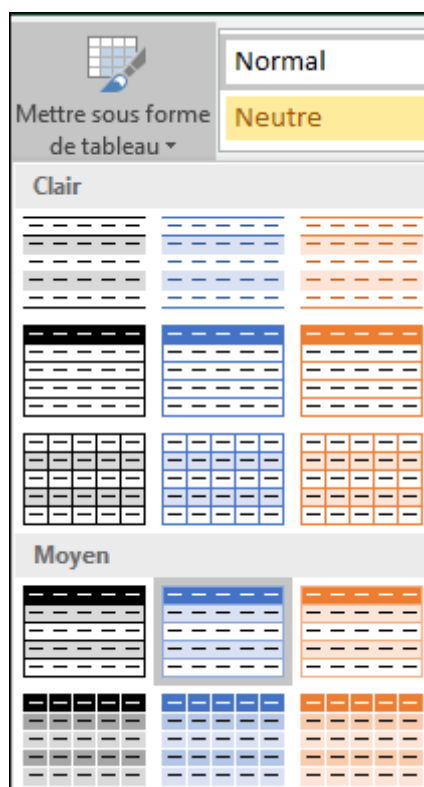 Normal
Mettre sous forme
de tableau
Neutre
Clair
Moyen